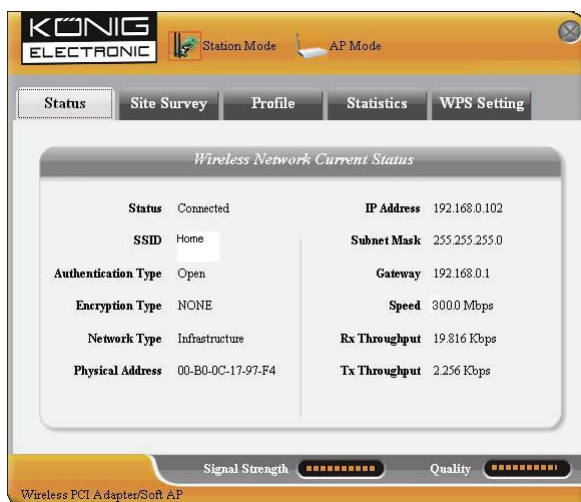 KÖNIG
ELECTRONIC
Station Mode AP Mode
Status Site Survey Profile Statistics WPS Setting
Wireless Network Current Status
Status Connected
SSID Home
Authentication Type Open
Encryption Type NONE
Network Type Infrastructure
Physical Address 00-B0-0C-17-97-F4
IP Address 192.168.0.102
Subnet Mask 255.255.255.0
Gateway 192.168.0.1
Speed 300.0 Mbps
Rx Throughput 19.816 Kbps
Tx Throughput 2.256 Kbps
Signal Strength Quality
Wireless PCI Adapter/Soft AP